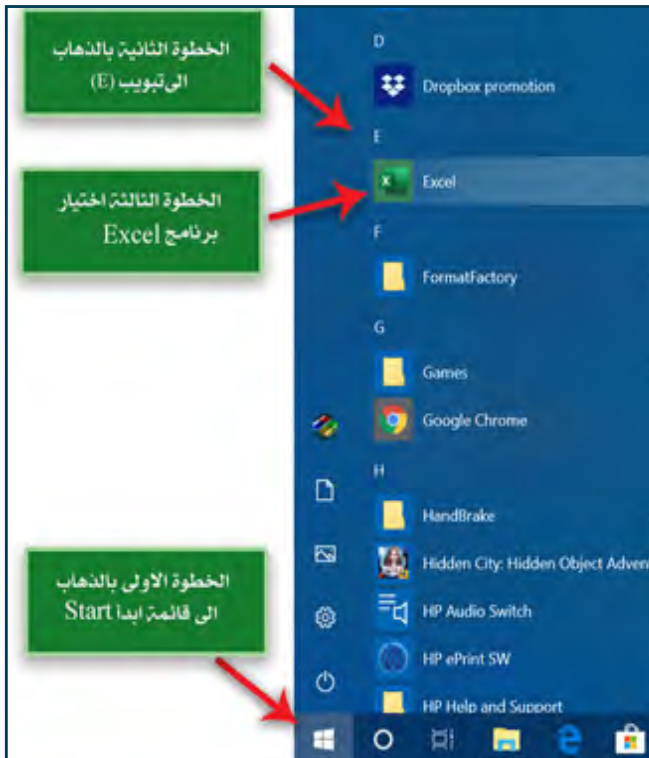 الخطوة الثانية بالذهاب
الى تبويب (E)
الخطوة الثالثة اختيار
برنامج Excel
الخطوة الاولى بالذهاب
الى قائمة ابدا Start
D
Dropbox promotion
E
Excel
F
FormatFactory
G
Games
Google Chrome
H
HandBrake
Hidden City: Hidden Object Adven
HP Audio Switch
HP ePrint SW
HP Help and Support